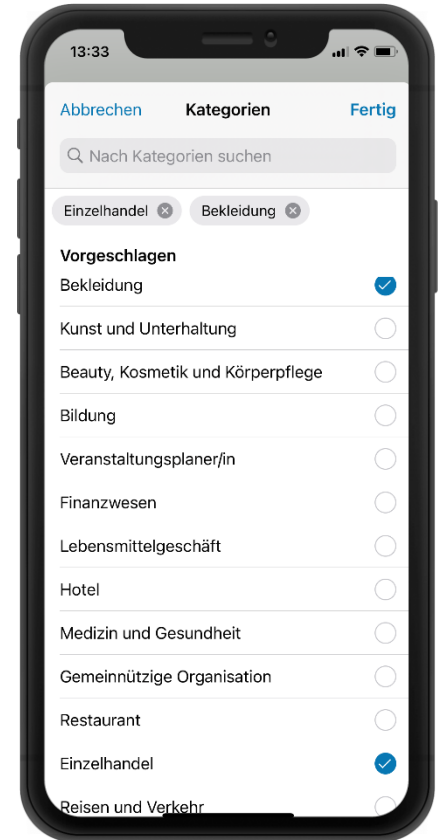 13:33
Abbrechen Kategorien Fertig
Nach Kategorien suchen
Einzelhandel Bekleidung
Vorgeschlagen
Bekleidung
Kunst und Unterhaltung
Beauty, Kosmetik und Körperpflege
Bildung
Veranstaltungsplaner/in
Finanzwesen
Lebensmittelgeschäft
Hotel
Medizin und Gesundheit
Gemeinnützige Organisation
Restaurant
Einzelhandel
Reisen und Verkehr